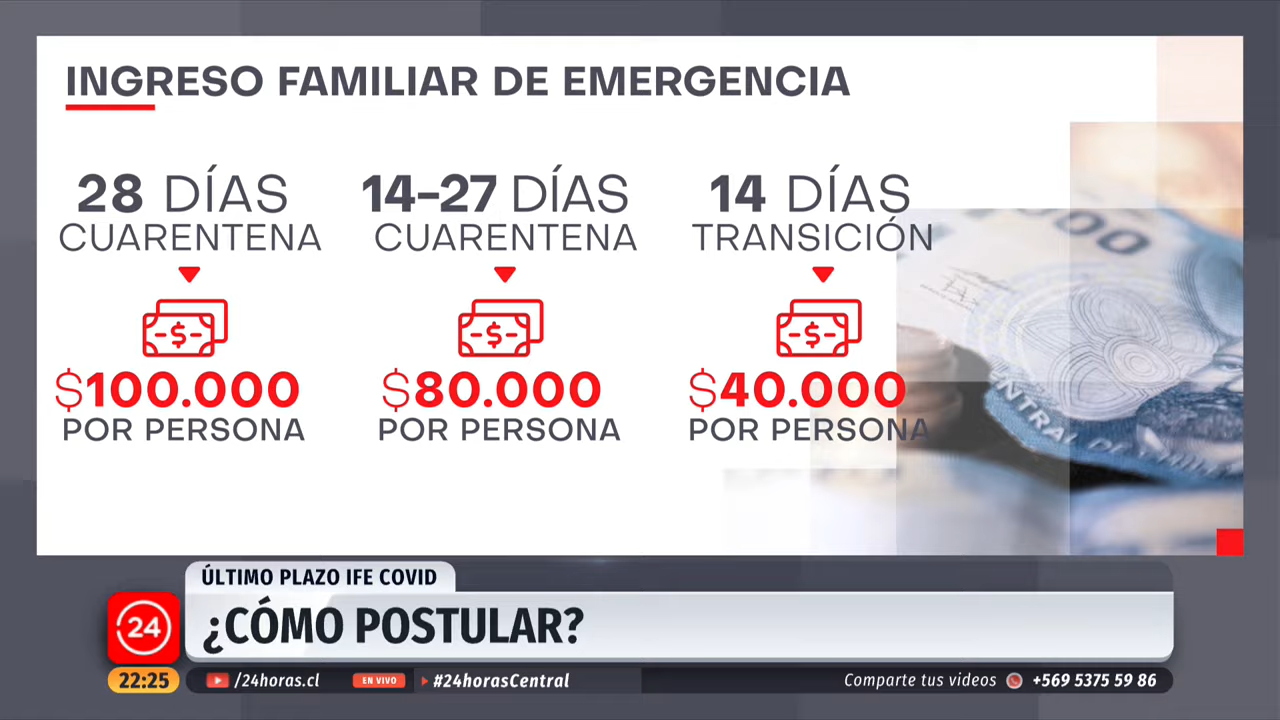 INGRESO FAMILIAR DE EMERGENCIA
28 DÍAS
CUARENTENA
$100.000
POR PERSONA
14-27 DÍAS
CUARENTENA
$80.000
POR PERSONA
14 DÍAS
TRANSICIÓN
$40.000
POR PERSONA
ÚLTIMO PLAZO IFE COVID
¿CÓMO POSTULAR?
24
22:25
/24horas.cl
EN VIVO
#24horasCentral
Comparte tus videos
+569 5375 59 86